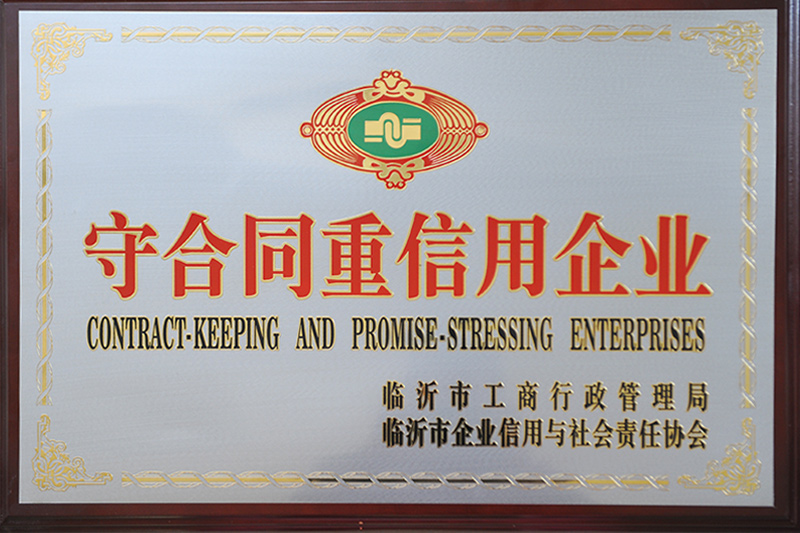 守合同重信用企业
CONTRACT-KEEPING AND PROMISE-STRESSING ENTERPRISES
临沂市工商行政管理局
临沂市企业信用与社会责任协会